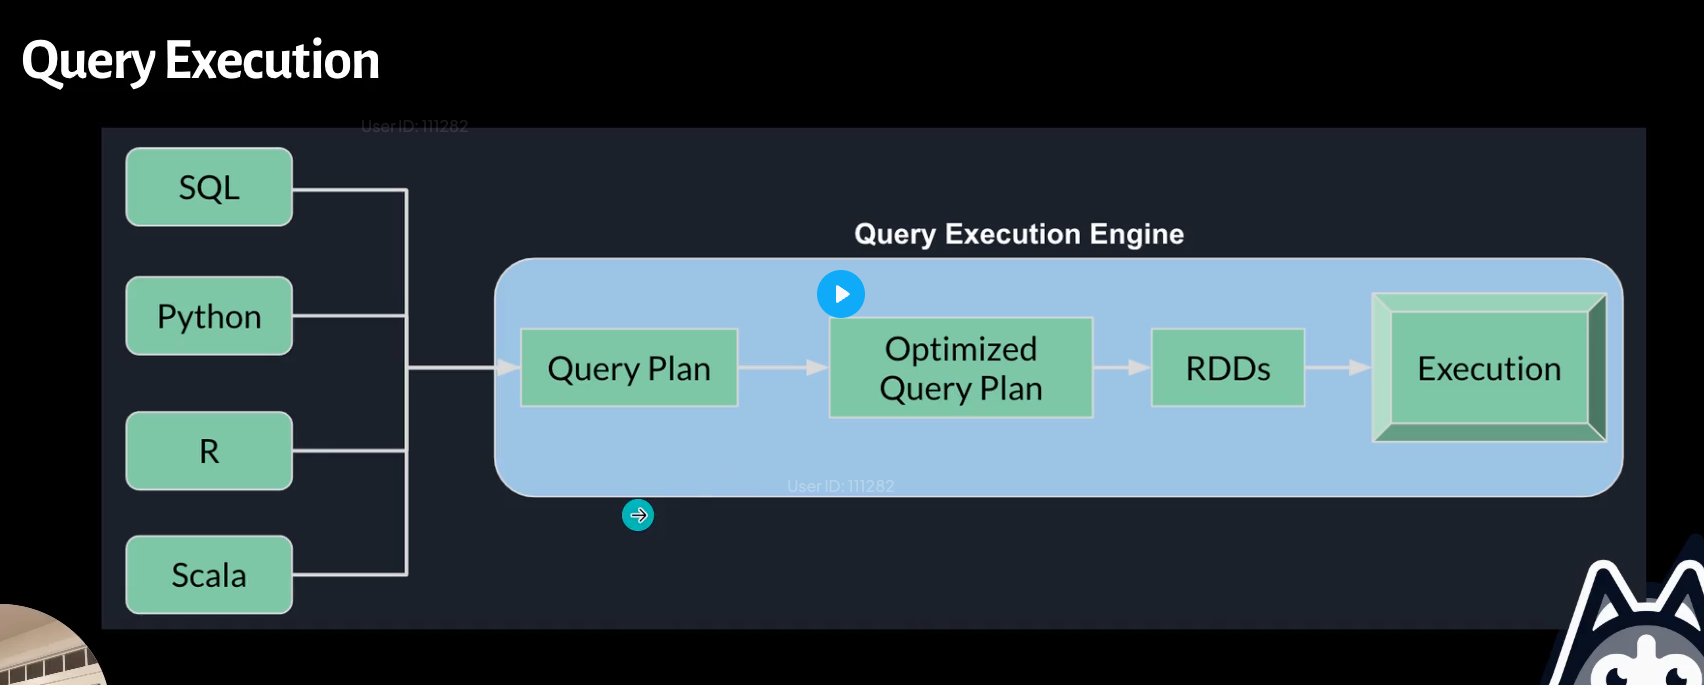 Query Execution
User ID: 111282
SQL
Python
R
Scala
Query Execution Engine
Query Plan
Optimized
Query Plan
RDDs
Execution
User ID: 111282